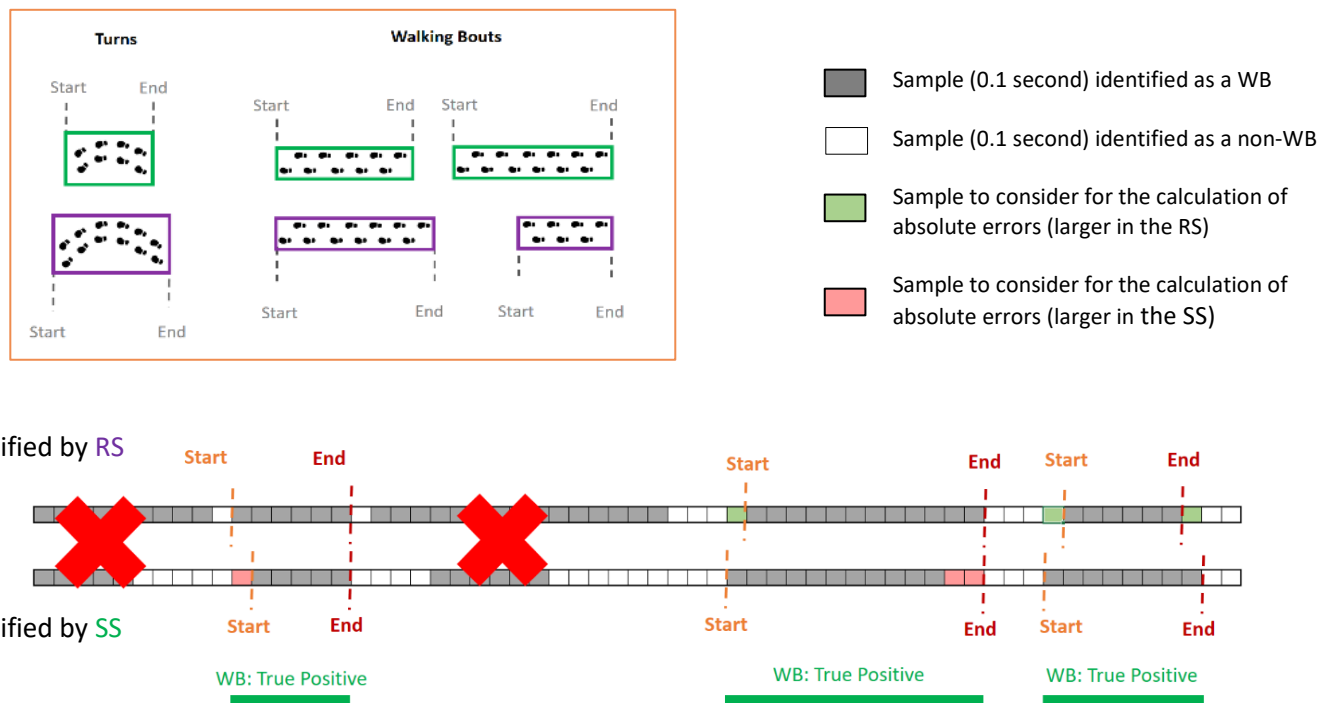 Turns
Walking Bouts
Start End
Start End Start End
Start End
Start End Start End
Sample (0.1 second) identified as a WB
Sample (0.1 second) identified as a non-WB
Sample to consider for the calculation of
absolute errors (larger in the RS)
Sample to consider for the calculation of
absolute errors (larger in the SS)
ified by RS
Start End Start End Start End
ified by SS
Start End Start End Start End
WB: True Positive WB: True Positive WB: True Positive